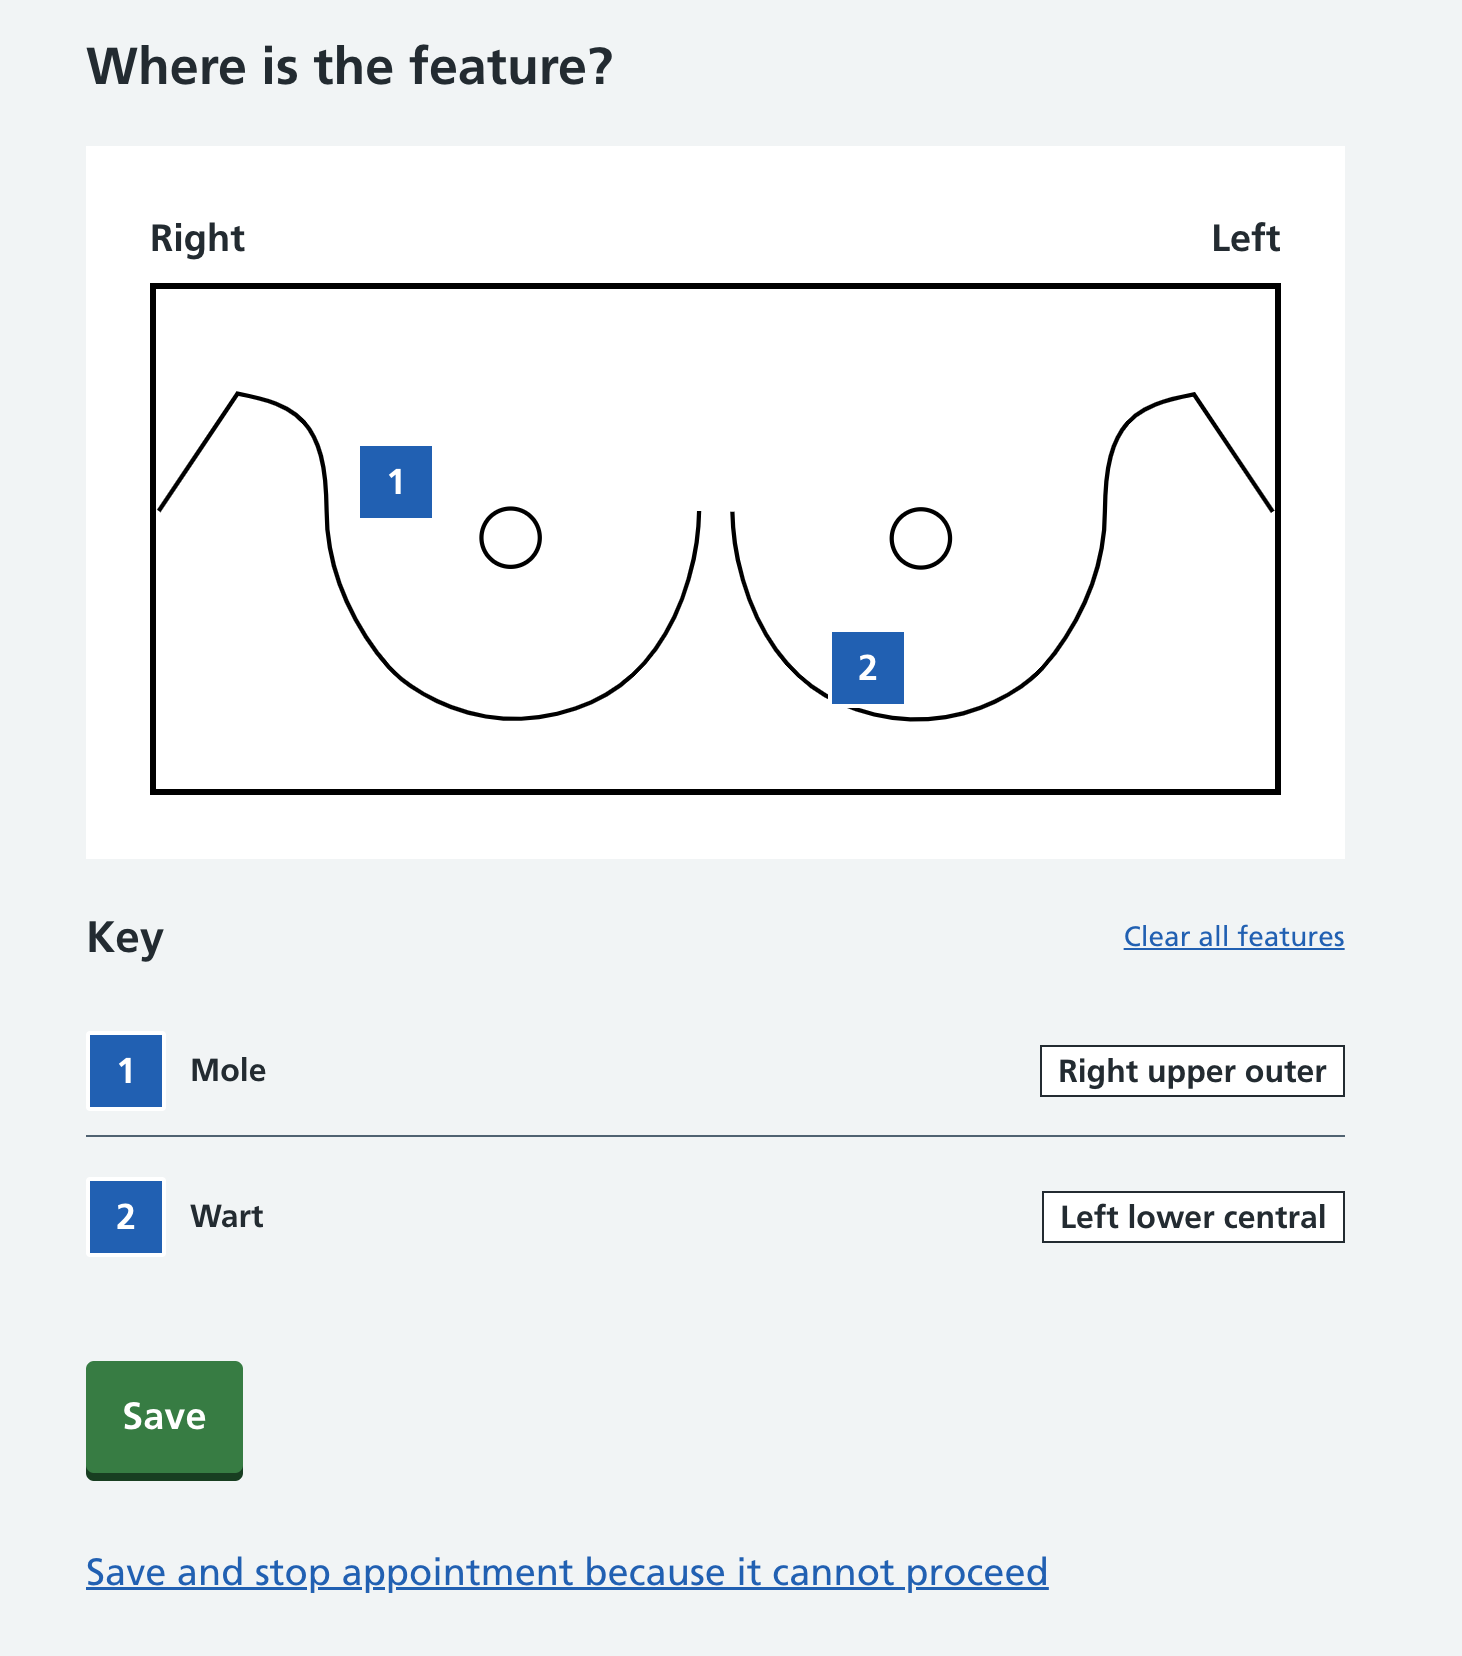 Where is the feature?
Right Left
1
2
Key Clear all features
1 Mole Right upper outer
2 Wart Left lower central
Save
Save and stop appointment because it cannot proceed